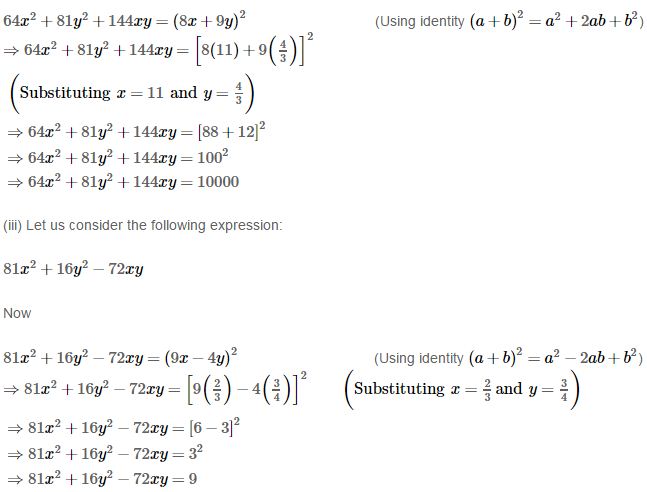 64x² + 81y² + 144xy = (8x + 9y)² (Using identity (a + b)² = a² + 2ab + b²)
⇒ 64x² + 81y² + 144xy = [8(11) + 9(4/3)]²
(Substituting x = 11 and y = 4/3)
⇒ 64x² + 81y² + 144xy = [88 + 12]²
⇒ 64x² + 81y² + 144xy = 100²
⇒ 64x² + 81y² + 144xy = 10000
(iii) Let us consider the following expression:
81x² + 16y² − 72xy
Now
81x² + 16y² − 72xy = (9x − 4y)² (Using identity (a + b)² = a² − 2ab + b²)
⇒ 81x² + 16y² − 72xy = [9(2/3) − 4(3/4)]² (Substituting x = 2/3 and y = 3/4)
⇒ 81x² + 16y² − 72xy = [6 − 3]²
⇒ 81x² + 16y² − 72xy = 3²
⇒ 81x² + 16y² − 72xy = 9